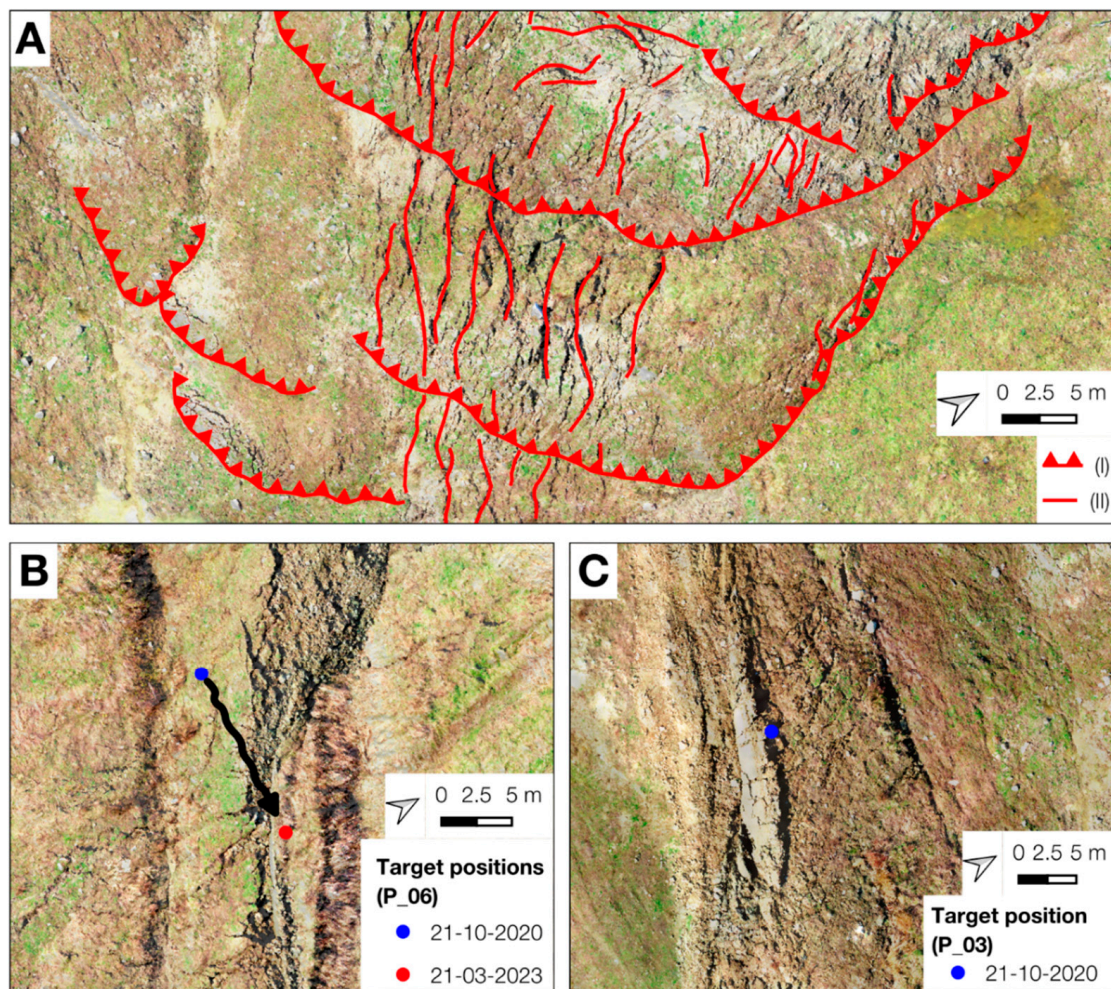 A
0 2.5 5 m
(I)
(II)
B
0 2.5 5 m
Target positions
(P_06)
21-10-2020
21-03-2023
C
0 2.5 5 m
Target position
(P_03)
21-10-2020